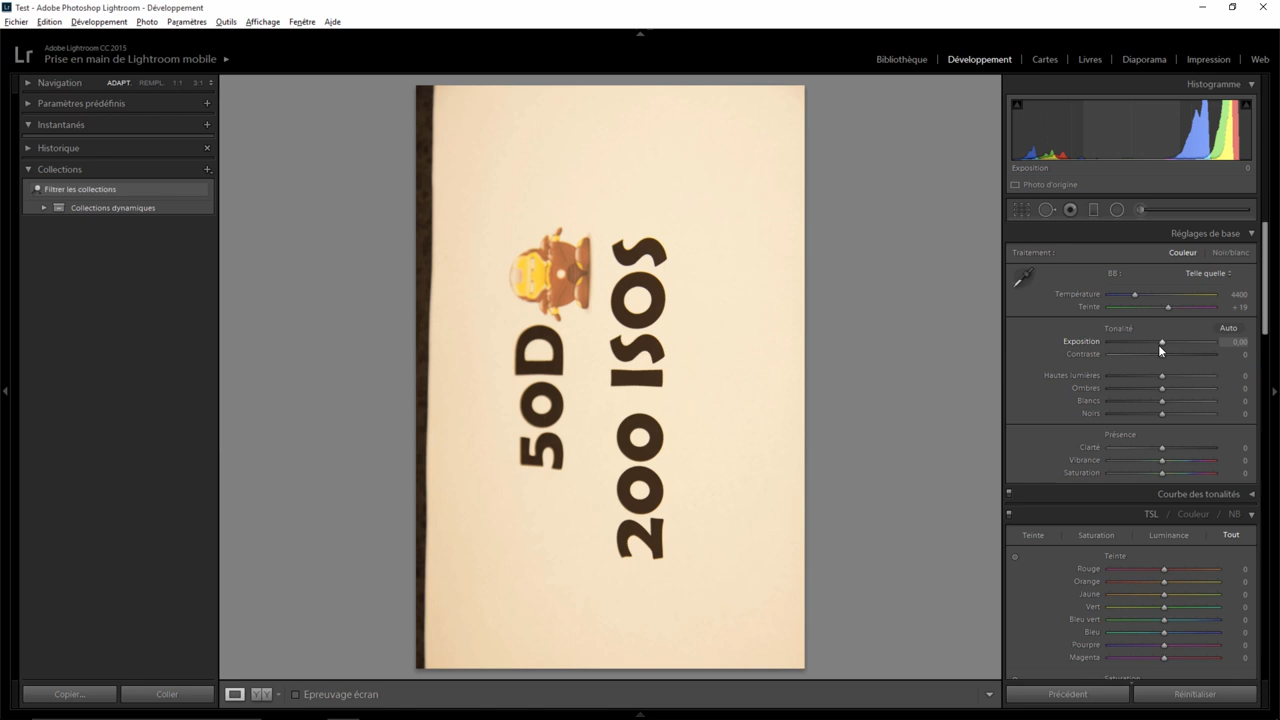 Test - Adobe Photoshop Lightroom - Développement
Fichier Edition Développement Photo Paramètres Outils Affichage Fenêtre Aide
Lr
Adobe Lightroom CC 2015
Prise en main de Lightroom mobile
Bibliothèque Développement Cartes Livres Diaporama Impression Web
Navigation ADAPT. REMPL. 1:1 3:1
Paramètres prédéfinis
Instantanés
Historique
Collections
Filtrer les collections
Collections dynamiques
50D
200 ISOS
Histogramme
Exposition 0
Photo d'origine
Réglages de base
Traitement : Couleur Noir/blanc
BB : Telle quelle
Température 4400
Teinte + 19
Tonalité Auto
Exposition 0,00
Contraste 0
Hautes lumières 0
Ombres 0
Blancs 0
Noirs 0
Présence
Clarté 0
Vibrance 0
Saturation 0
Courbe des tonalités
TSL / Couleur / NB
Teinte Saturation Luminance Tout
Teinte
Rouge 0
Orange 0
Jaune 0
Vert 0
Bleu vert 0
Bleu 0
Pourpre 0
Magenta 0
Saturation
Copier... Coller
YY Epreuvage écran
Précédent Réinitialiser